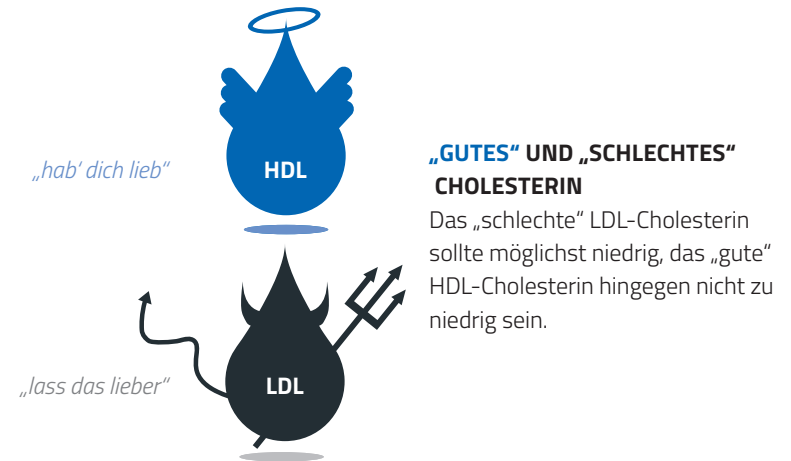 „hab’ dich lieb“
HDL
„GUTES“ UND „SCHLECHTES“
CHOLESTERIN
Das „schlechte“ LDL-Cholesterin
sollte möglichst niedrig, das „gute“
HDL-Cholesterin hingegen nicht zu
niedrig sein.
„lass das lieber“
LDL